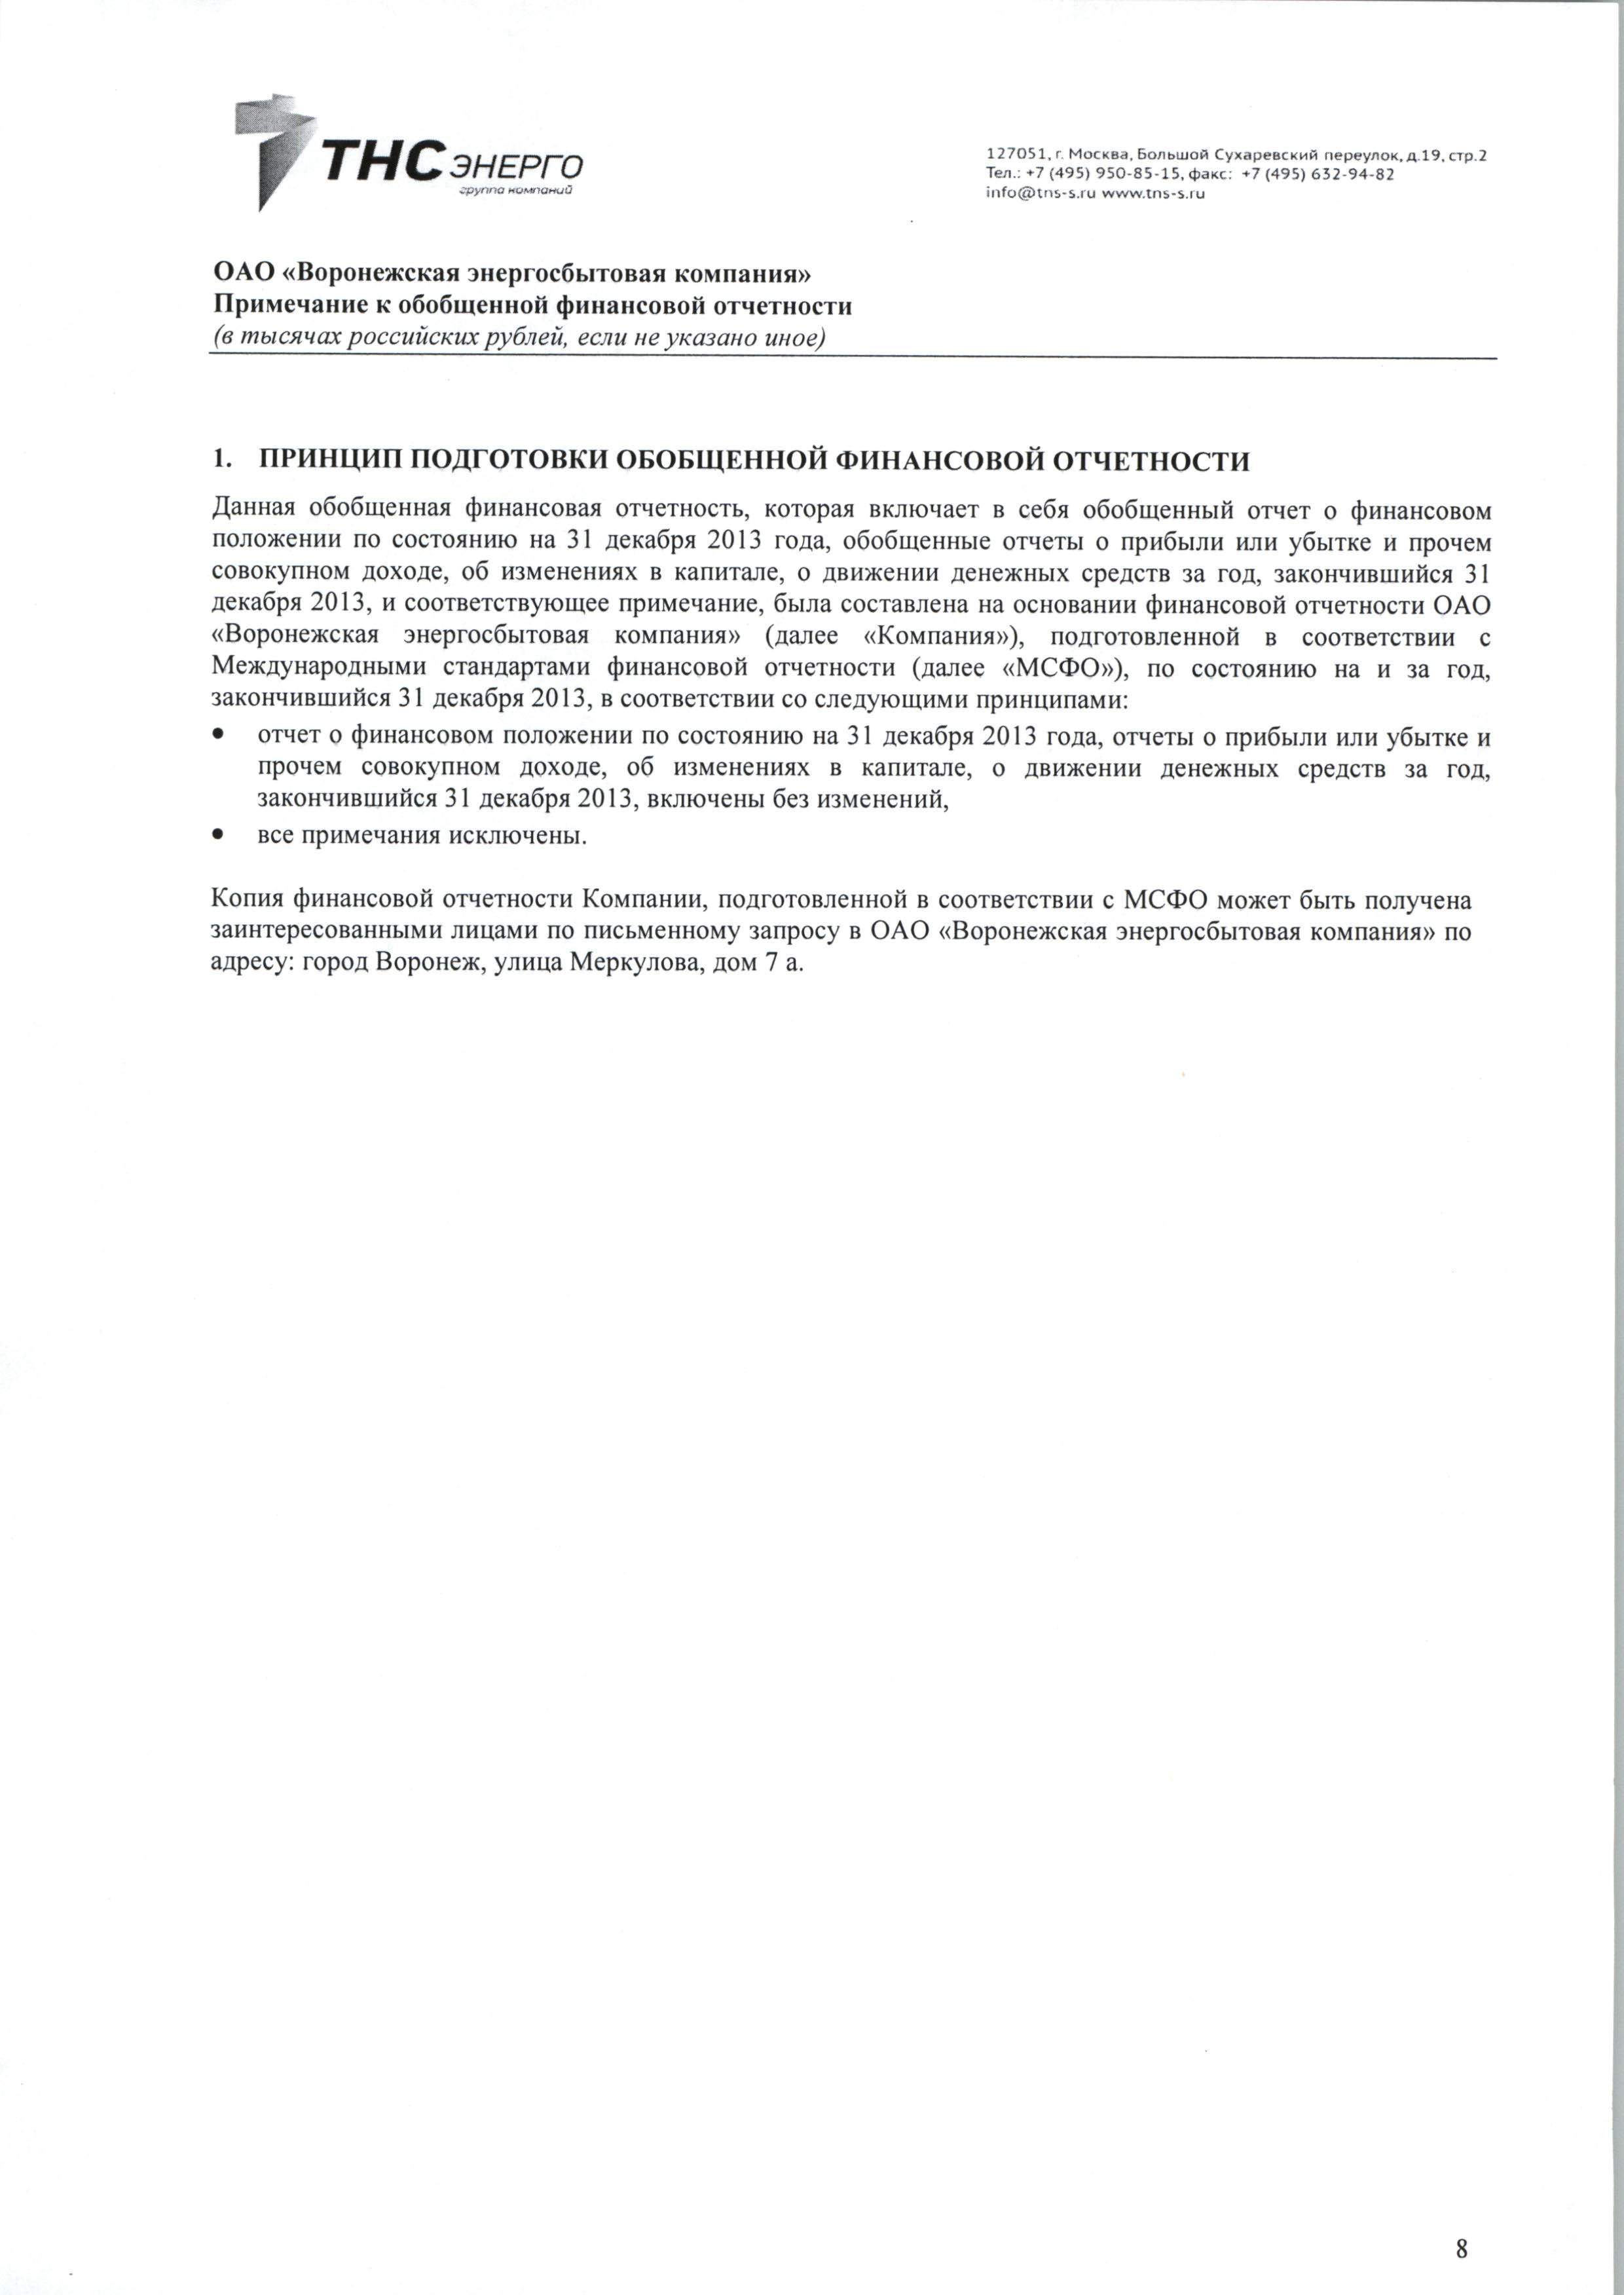 ТНС ЭНЕРГО
группа компаний
127051, г. Москва, Большой Сухаревский переулок, д.19, стр.2
Тел.: +7 (495) 950-85-15, факс: +7 (495) 632-94-82
info@tns-s.ru www.tns-s.ru
ОАО «Воронежская энергосбытовая компания»
Примечание к обобщенной финансовой отчетности
(в тысячах российских рублей, если не указано иное)
1. ПРИНЦИП ПОДГОТОВКИ ОБОБЩЕННОЙ ФИНАНСОВОЙ ОТЧЕТНОСТИ
Данная обобщенная финансовая отчетность, которая включает в себя обобщенный отчет о финансовом
положении по состоянию на 31 декабря 2013 года, обобщенные отчеты о прибыли или убытке и прочем
совокупном доходе, об изменениях в капитале, о движении денежных средств за год, закончившийся 31
декабря 2013, и соответствующее примечание, была составлена на основании финансовой отчетности ОАО
«Воронежская энергосбытовая компания» (далее «Компания»), подготовленной в соответствии с
Международными стандартами финансовой отчетности (далее «МСФО»), по состоянию на и за год,
закончившийся 31 декабря 2013, в соответствии со следующими принципами:
• отчет о финансовом положении по состоянию на 31 декабря 2013 года, отчеты о прибыли или убытке и
прочем совокупном доходе, об изменениях в капитале, о движении денежных средств за год,
закончившийся 31 декабря 2013, включены без изменений,
• все примечания исключены.
Копия финансовой отчетности Компании, подготовленной в соответствии с МСФО может быть получена
заинтересованными лицами по письменному запросу в ОАО «Воронежская энергосбытовая компания» по
адресу: город Воронеж, улица Меркулова, дом 7 а.
8